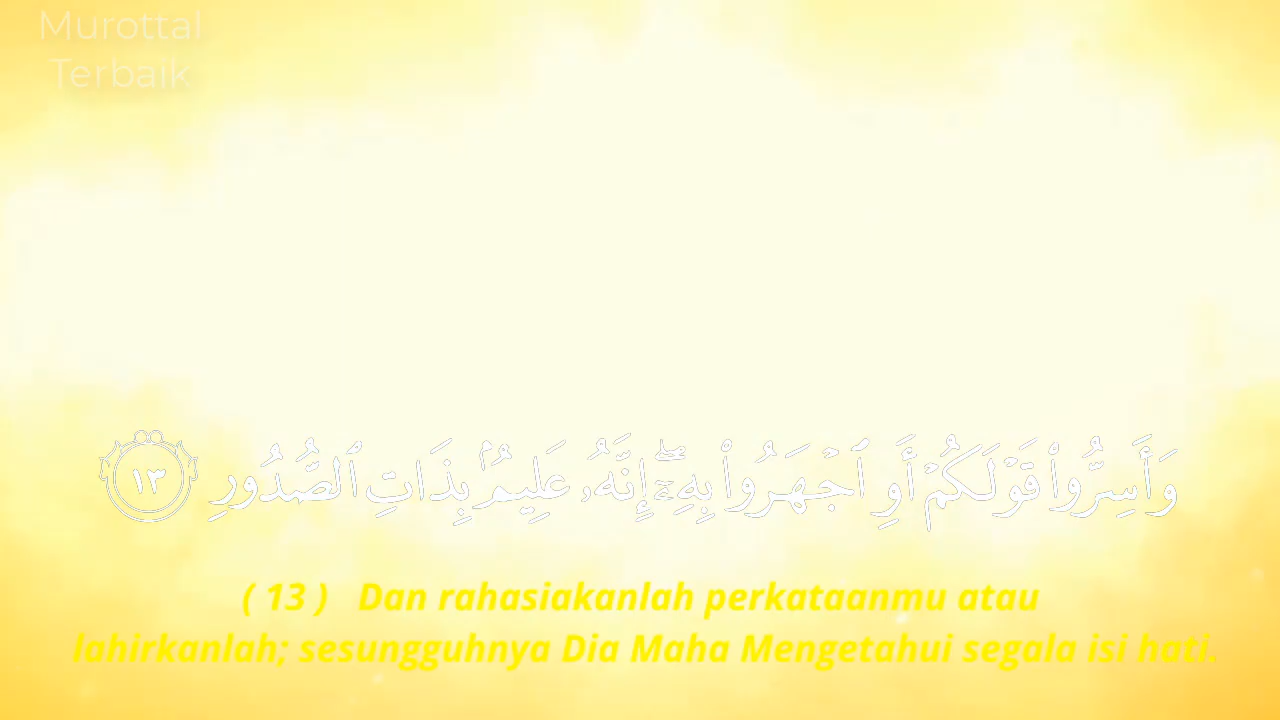 Murottal
Terbaik
وَأَسِرُّوا۟ قَوْلَكُمْ أَوِ ٱجْهَرُوا۟ بِهِۦٓ ۖ إِنَّهُۥ عَلِيمٌۢ بِذَاتِ ٱلصُّدُورِ ١٣
( 13 ) Dan rahasiakanlah perkataanmu atau
lahirkanlah; sesungguhnya Dia Maha Mengetahui segala isi hati.